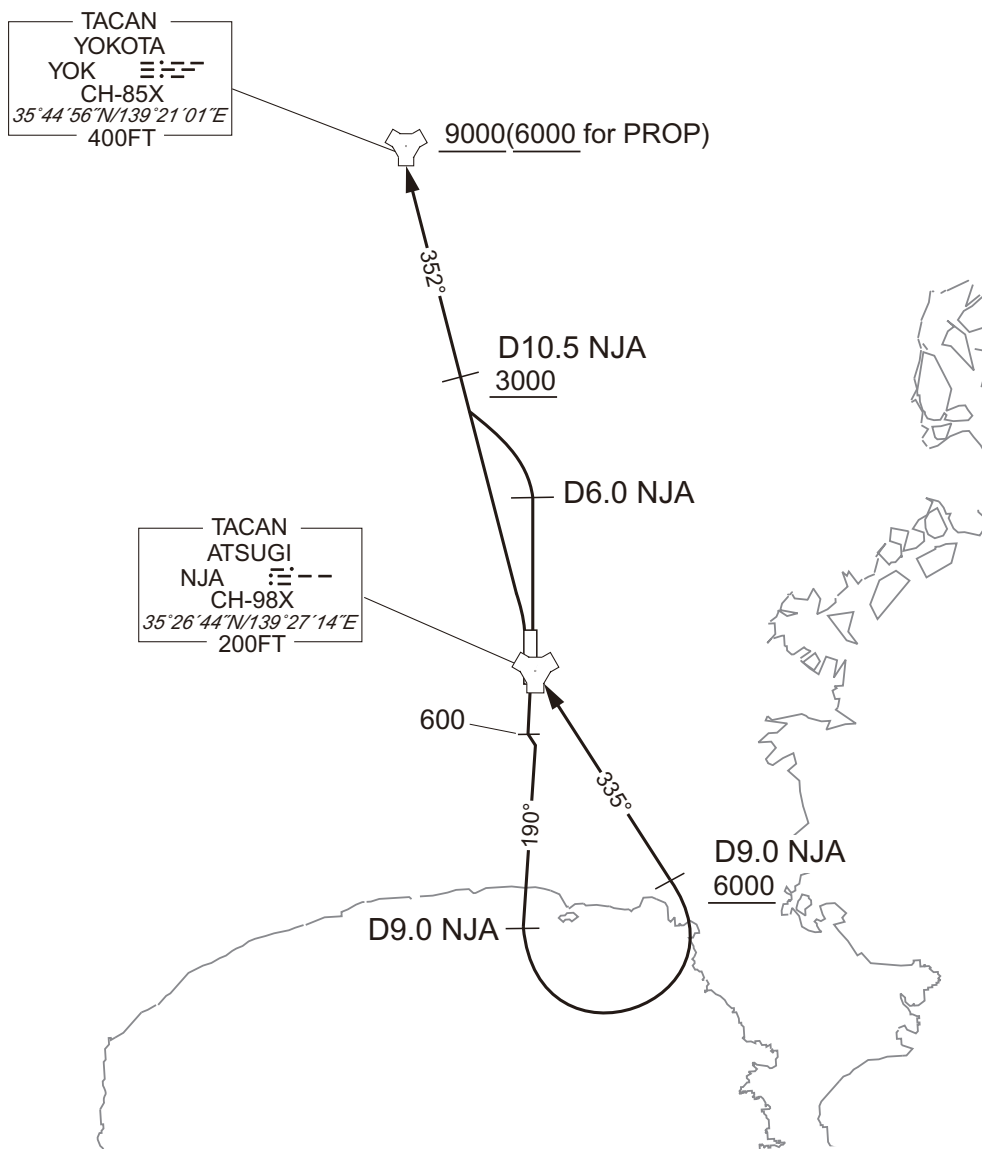 TACAN
YOKOTA
YOK
CH-85X
35°44′56″N/139°21′01″E
400FT
9000(6000 for PROP)
352°
D10.5 NJA
3000
D6.0 NJA
TACAN
ATSUGI
NJA
CH-98X
35°26′44″N/139°27′14″E
200FT
600
335°
190°
D9.0 NJA
6000
D9.0 NJA